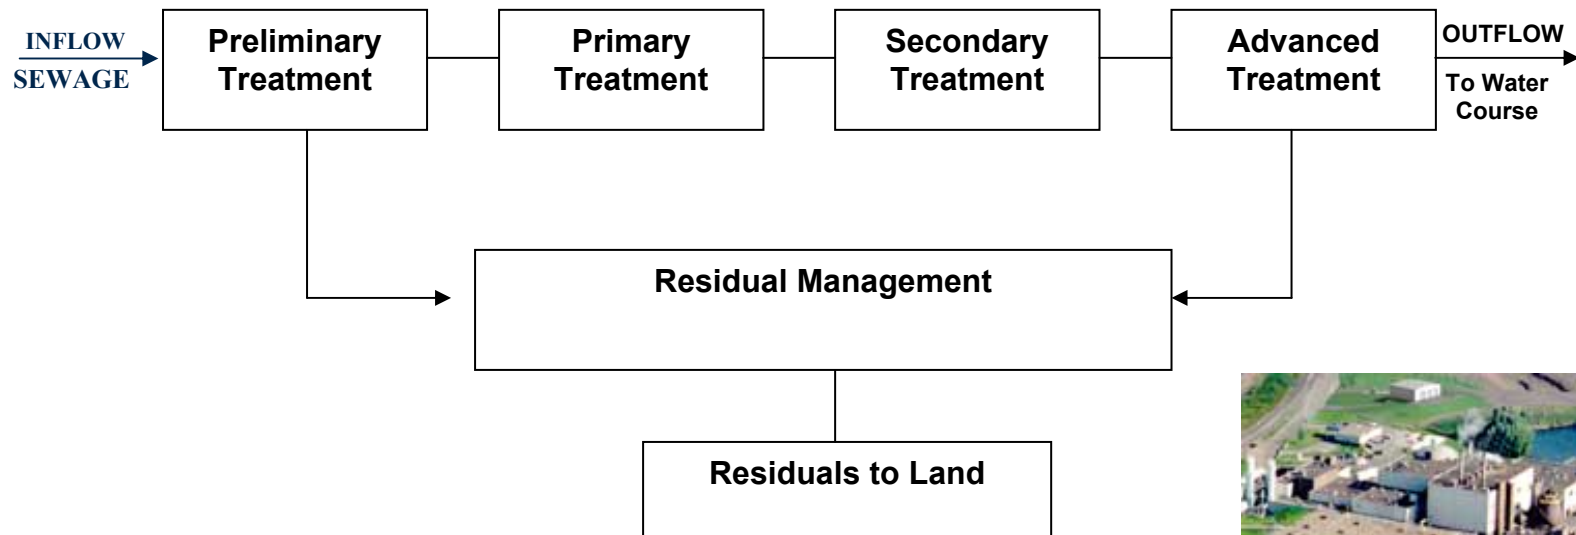 INFLOW
SEWAGE
Preliminary
Treatment
Primary
Treatment
Secondary
Treatment
Advanced
Treatment
OUTFLOW
To Water
Course
Residual Management
Residuals to Land